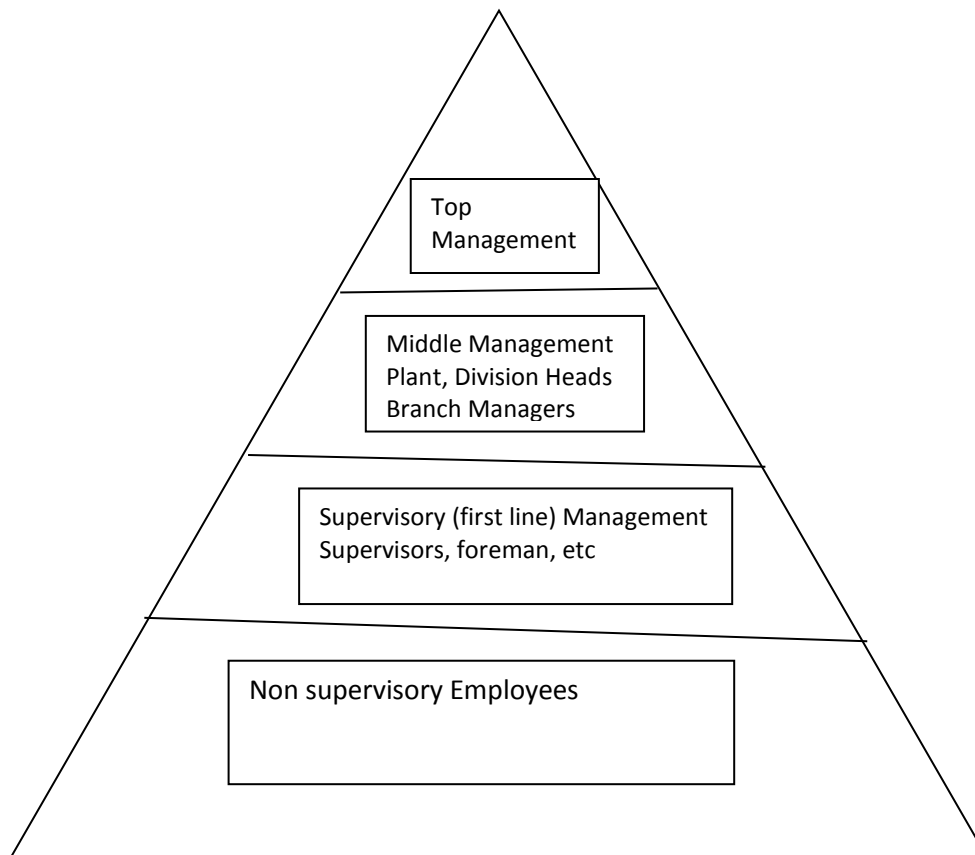 Top
Management
Middle Management
Plant, Division Heads
Branch Managers
Supervisory (first line) Management
Supervisors, foreman, etc
Non supervisory Employees